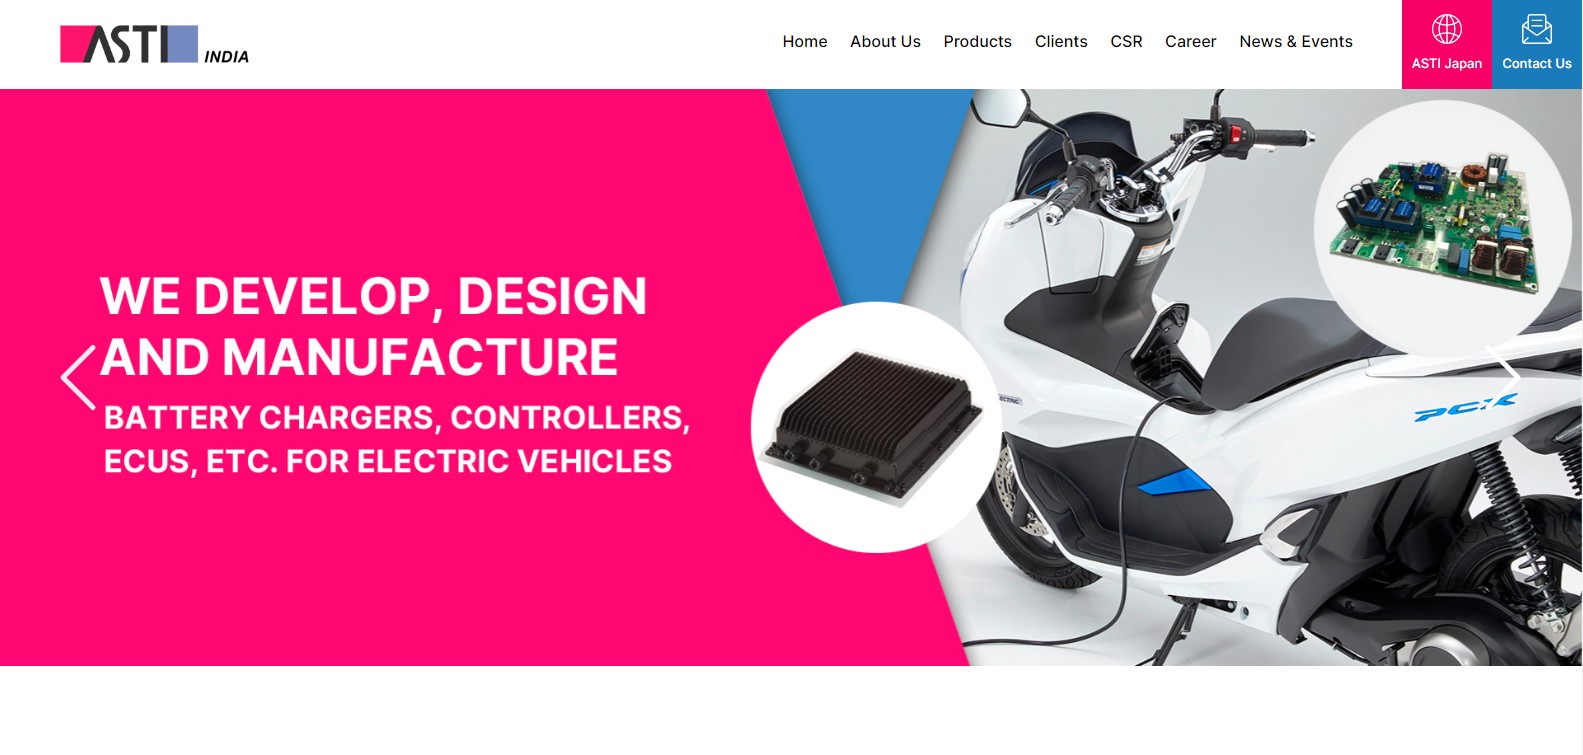 ASTI INDIA
Home About Us Products Clients CSR Career News & Events
ASTI Japan
Contact Us
WE DEVELOP, DESIGN
AND MANUFACTURE
BATTERY CHARGERS, CONTROLLERS,
ECUS, ETC. FOR ELECTRIC VEHICLES
PCX